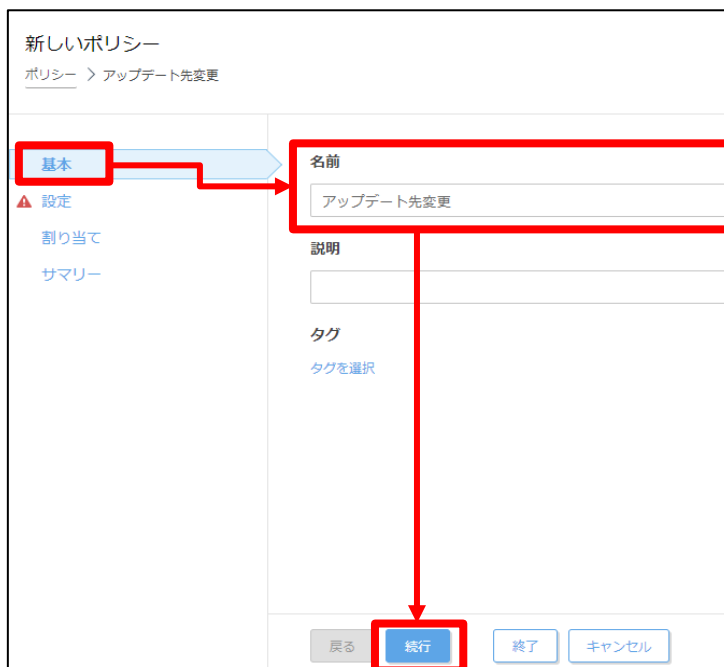 新しいポリシー
ポリシー > アップデート先変更
基本
設定
割り当て
サマリー
名前
アップデート先変更
説明
タグ
タグを選択
戻る 続行 終了 キャンセル